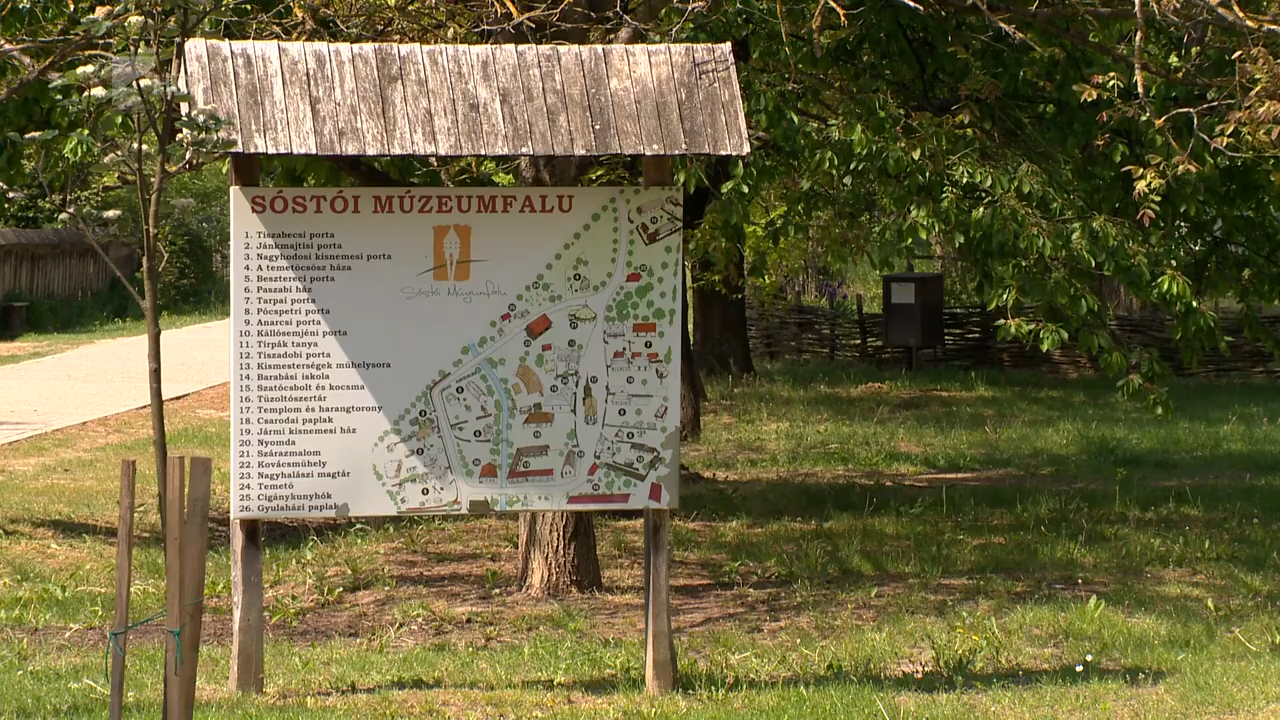 SÓSTÓI MÚZEUMFALU
1. Tiszabecsi porta
2. Jánkmajtisi porta
3. Nagyhodosi kisnemesi porta
4. A temetőcsősz háza
5. Besztereci porta
6. Paszabi ház
7. Tarpai porta
8. Pócspetri porta
9. Anarcsi porta
10. Kállósemjéni porta
11. Tirpák tanya
12. Tiszadobi porta
13. Kismesterségek műhelysora
14. Barabási iskola
15. Szatócsbolt és kocsma
16. Tűzoltószertár
17. Templom és harangtorony
18. Csarodai paplak
19. Jármi kisnemesi ház
20. Nyomda
21. Szárazmalom
22. Kovácsműhely
23. Nagyhalászi magtár
24. Temető
25. Cigánykunyhók
26. Gyulaházi paplak
Sóstói Múzeumfalu